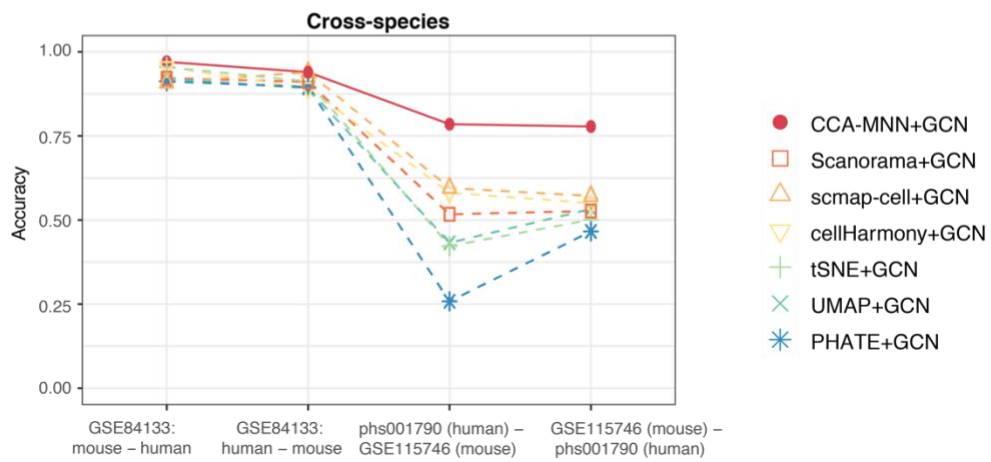 Cross-species
Accuracy
1.00
0.75
0.50
0.25
0.00
GSE84133:
mouse – human
GSE84133:
human – mouse
phs001790 (human) –
GSE115746 (mouse)
GSE115746 (mouse) –
phs001790 (human)
CCA-MNN+GCN
Scanorama+GCN
scmap-cell+GCN
cellHarmony+GCN
tSNE+GCN
UMAP+GCN
PHATE+GCN